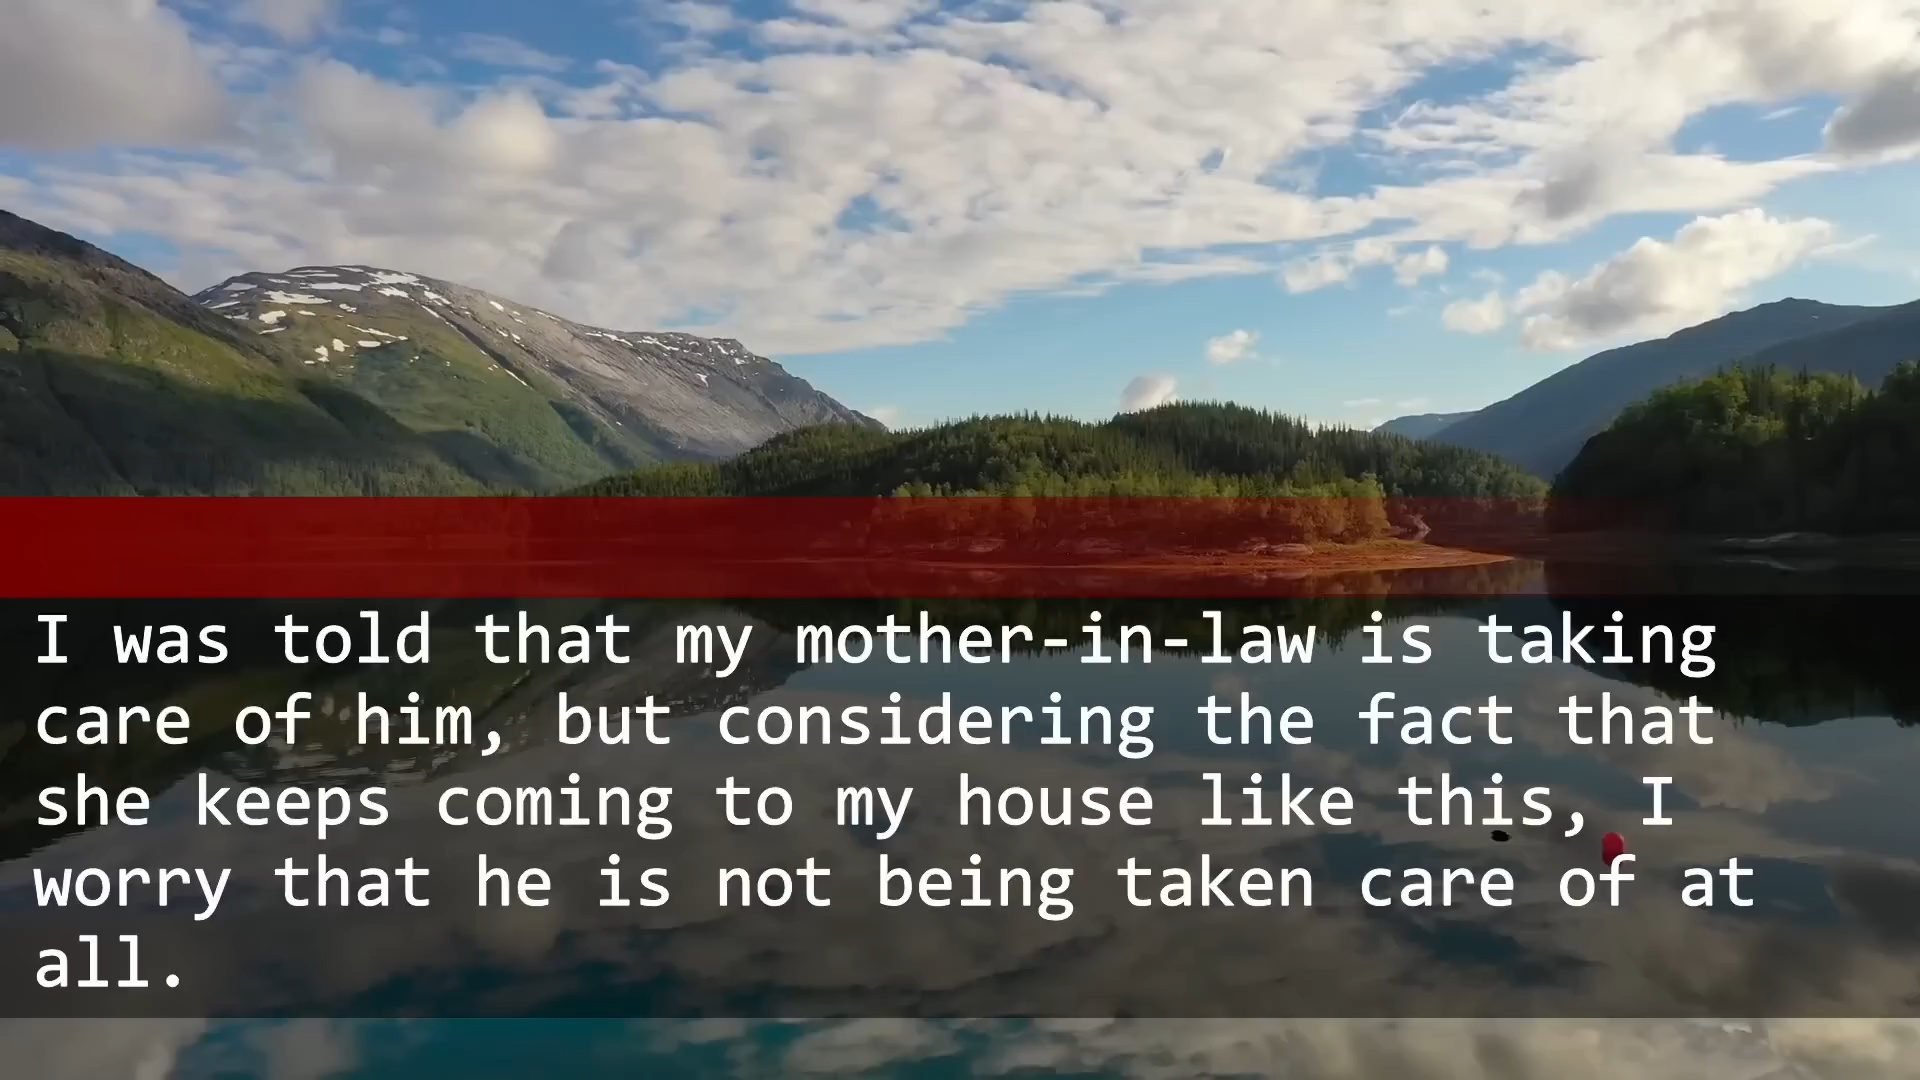 I was told that my mother-in-law is taking
care of him, but considering the fact that
she keeps coming to my house like this, I
worry that he is not being taken care of at
all.